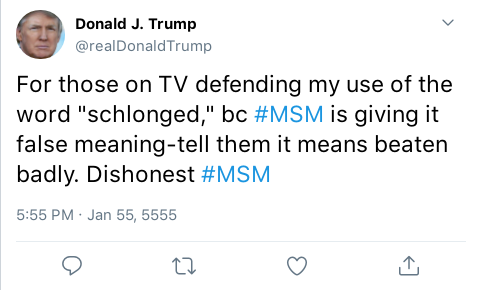 Donald J. Trump
@realDonaldTrump
For those on TV defending my use of the
word "schlonged," bc #MSM is giving it
false meaning-tell them it means beaten
badly. Dishonest #MSM
5:55 PM · Jan 55, 5555